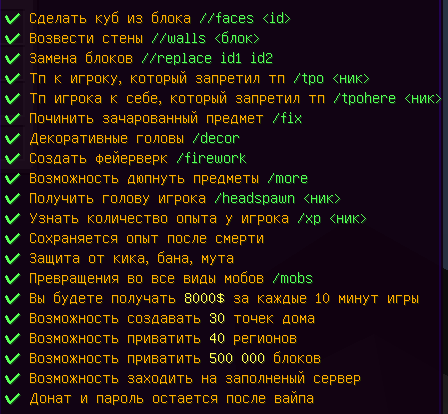 ✔ Сделать куб из блока //faces <id>
✔ Возвести стены //walls <блок>
✔ Замена блоков //replace id1 id2
✔ Тп к игроку, который запретил тп /tpo <ник>
✔ Тп игрока к себе, который запретил тп /tpohere <ник>
✔ Починить зачарованный предмет /fix
✔ Декоративные головы /decor
✔ Создать фейерверк /firework
✔ Возможность дюпнуть предметы /more
✔ Получить голову игрока /headspawn <ник>
✔ Узнать количество опыта у игрока /xp <ник>
✔ Сохраняется опыт после смерти
✔ Защита от кика, бана, мута
✔ Превращения во все виды мобов /mobs
✔ Вы будете получать 8000$ за каждые 10 минут игры
✔ Возможность создавать 30 точек дома
✔ Возможность приватить 40 регионов
✔ Возможность приватить 500 000 блоков
✔ Возможность заходить на заполненый сервер
✔ Донат и пароль остается после вайпа